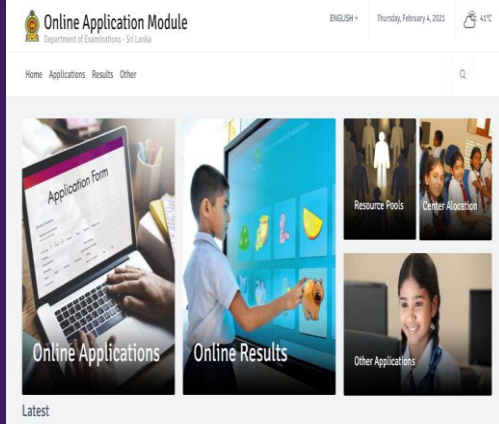 Online Application Module
Department of Examinations - Sri Lanka
ENGLISH
Thursday, February 4, 2021
41°C
Home Applications Results Other
Application Form
Online Applications
Online Results
Resource Pools
Center Alocation
Other Applications
Latest